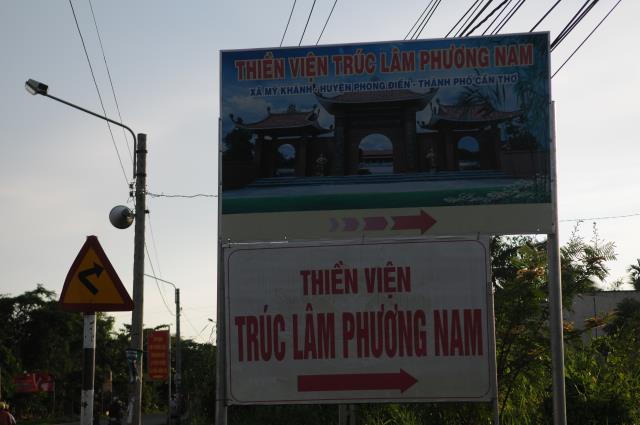 THIỀN VIỆN TRÚC LÂM PHƯƠNG NAM
XÃ MỸ KHÁNH - HUYỆN PHONG ĐIỀN - THÀNH PHỐ CẦN THƠ
THIỀN VIỆN
TRÚC LÂM PHƯƠNG NAM